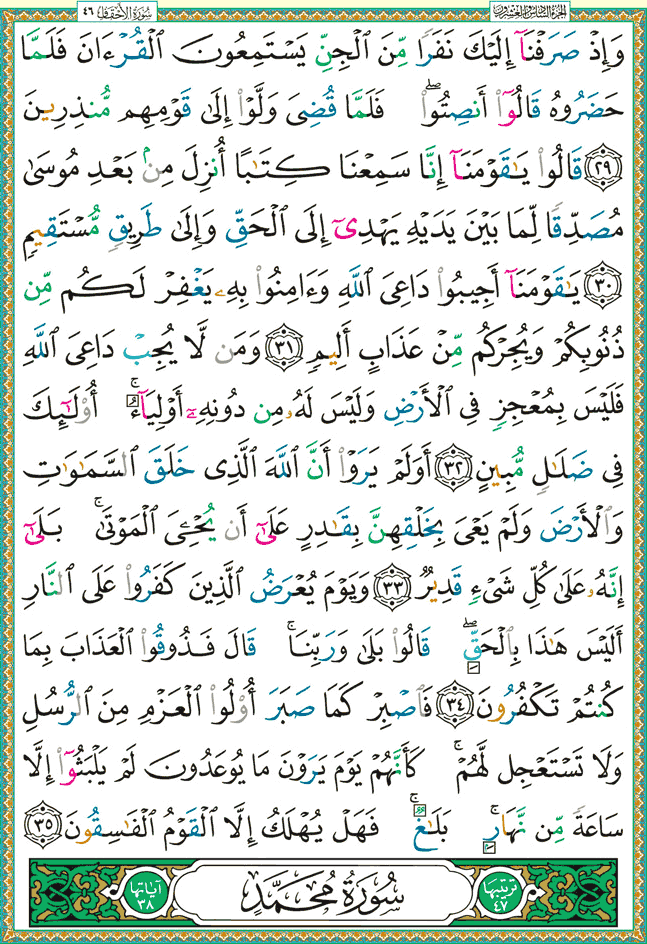 الجزء السادس والعشرون
سُورَةُ الأَحْقَاف ٤٦
وَإِذْ صَرَفْنَآ إِلَيْكَ نَفَرًا مِّنَ ٱلْجِنِّ يَسْتَمِعُونَ ٱلْقُرْءَانَ فَلَمَّا
حَضَرُوهُ قَالُوٓا۟ أَنصِتُوا۟ ۖ فَلَمَّا قُضِىَ وَلَّوْا۟ إِلَىٰ قَوْمِهِم مُّنذِرِينَ
٢٩ قَالُوا۟ يَـٰقَوْمَنَآ إِنَّا سَمِعْنَا كِتَـٰبًا أُنزِلَ مِنۢ بَعْدِ مُوسَىٰ
مُصَدِّقًا لِّمَا بَيْنَ يَدَيْهِ يَهْدِىٓ إِلَى ٱلْحَقِّ وَإِلَىٰ طَرِيقٍ مُّسْتَقِيمٍ
٣٠ يَـٰقَوْمَنَآ أَجِيبُوا۟ دَاعِىَ ٱللَّهِ وَءَامِنُوا۟ بِهِۦ يَغْفِرْ لَكُم مِّن
ذُنُوبِكُمْ وَيُجِرْكُم مِّنْ عَذَابٍ أَلِيمٍ ٣١ وَمَن لَّا يُجِبْ دَاعِىَ ٱللَّهِ
فَلَيْسَ بِمُعْجِزٍ فِى ٱلْأَرْضِ وَلَيْسَ لَهُۥ مِن دُونِهِۦٓ أَوْلِيَآءُ ۚ أُو۟لَـٰٓئِكَ
فِى ضَلَـٰلٍ مُّبِينٍ ٣٢ أَوَلَمْ يَرَوْا۟ أَنَّ ٱللَّهَ ٱلَّذِى خَلَقَ ٱلسَّمَـٰوَٰتِ
وَٱلْأَرْضَ وَلَمْ يَعْىَ بِخَلْقِهِنَّ بِقَـٰدِرٍ عَلَىٰٓ أَن يُحْـِۧىَ ٱلْمَوْتَىٰ ۚ بَلَىٰٓ
إِنَّهُۥ عَلَىٰ كُلِّ شَىْءٍ قَدِيرٌ ٣٣ وَيَوْمَ يُعْرَضُ ٱلَّذِينَ كَفَرُوا۟ عَلَى ٱلنَّارِ
أَلَيْسَ هَـٰذَا بِٱلْحَقِّ ۖ قَالُوا۟ بَلَىٰ وَرَبِّنَا ۚ قَالَ فَذُوقُوا۟ ٱلْعَذَابَ بِمَا
كُنتُمْ تَكْفُرُونَ ٣٤ فَٱصْبِرْ كَمَا صَبَرَ أُو۟لُوا۟ ٱلْعَزْمِ مِنَ ٱلرُّسُلِ
وَلَا تَسْتَعْجِل لَّهُمْ ۚ كَأَنَّهُمْ يَوْمَ يَرَوْنَ مَا يُوعَدُونَ لَمْ يَلْبَثُوٓا۟ إِلَّا
سَاعَةً مِّن نَّهَارٍۭ ۚ بَلَـٰغٌ ۚ فَهَلْ يُهْلَكُ إِلَّا ٱلْقَوْمُ ٱلْفَـٰسِقُونَ ٣٥
ترتيبها ٤٧
سُورَةُ مُحَمَّدٍ
آياتها ٣٨